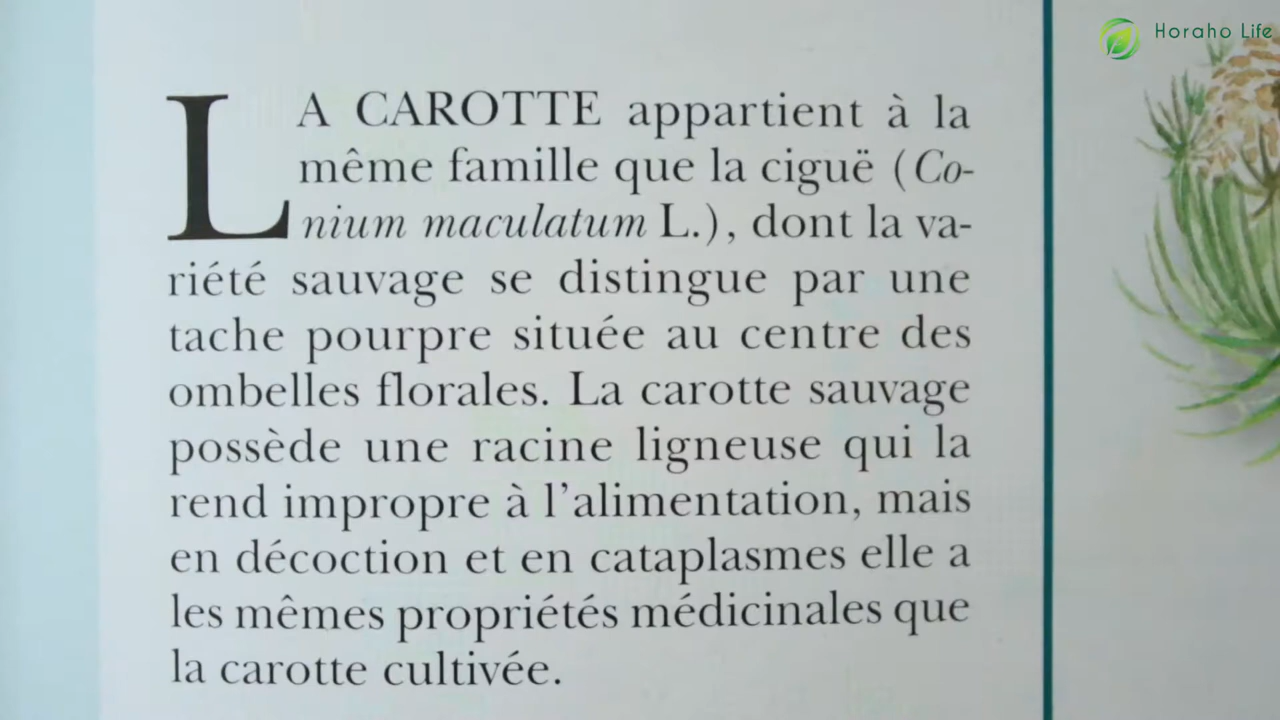 Horaho Life
LA CAROTTE appartient à la
même famille que la ciguë (Co-
nium maculatum L.), dont la va-
riété sauvage se distingue par une
tache pourpre située au centre des
ombelles florales. La carotte sauvage
possède une racine ligneuse qui la
rend impropre à l’alimentation, mais
en décoction et en cataplasmes elle a
les mêmes propriétés médicinales que
la carotte cultivée.